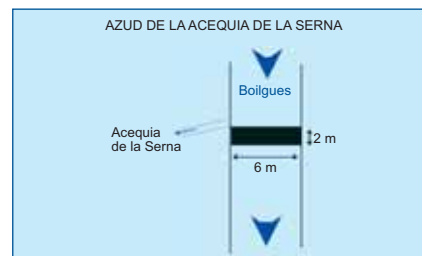 AZUD DE LA ACEQUIA DE LA SERNA
Boilgues
Acequia
de la Serna
2 m
6 m